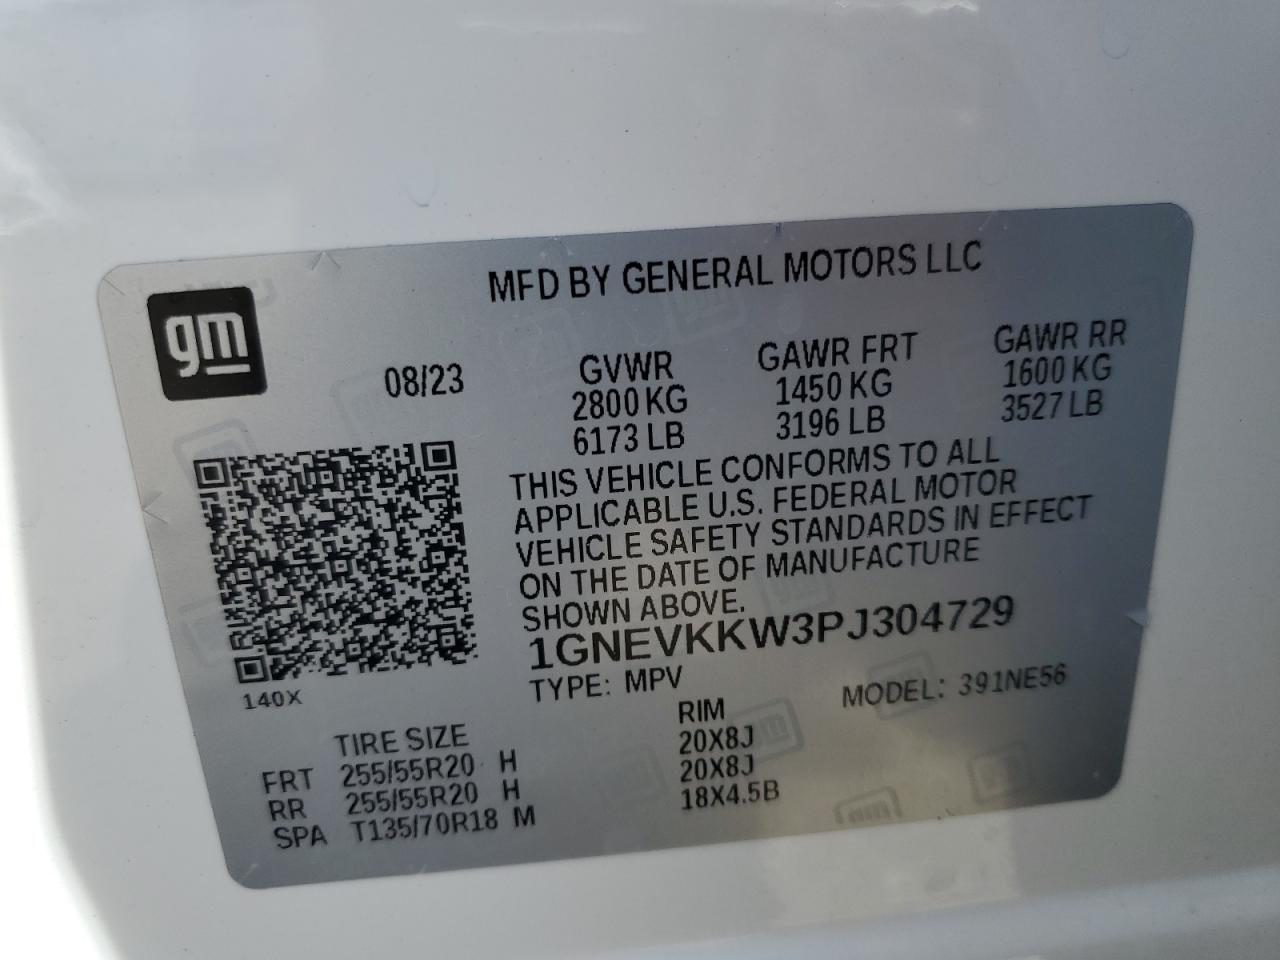 MFD BY GENERAL MOTORS LLC
gm
08/23
GVWR GAWR FRT GAWR RR
2800 KG 1450 KG 1600 KG
6173 LB 3196 LB 3527 LB
THIS VEHICLE CONFORMS TO ALL
APPLICABLE U.S. FEDERAL MOTOR
VEHICLE SAFETY STANDARDS IN EFFECT
ON THE DATE OF MANUFACTURE
SHOWN ABOVE.
1GNEVKKW3PJ304729
140X
TYPE: MPV MODEL: 391NE56
TIRE SIZE RIM
FRT 255/55R20 H 20X8J
RR 255/55R20 H 20X8J
SPA T135/70R18 M 18X4.5B